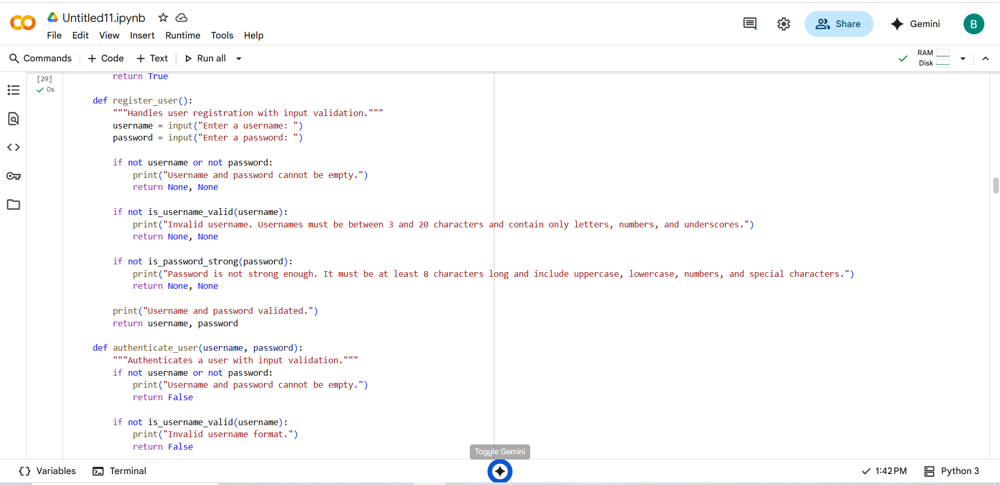 Untitled11.ipynb
File Edit View Insert Runtime Tools Help
Share
Gemini
B
Commands + Code + Text Run all
RAM
Disk
[29]
0s
    return True

def register_user():
    """Handles user registration with input validation."""
    username = input("Enter a username: ")
    password = input("Enter a password: ")

    if not username or not password:
        print("Username and password cannot be empty.")
        return None, None

    if not is_username_valid(username):
        print("Invalid username. Usernames must be between 3 and 20 characters and contain only letters, numbers, and underscores.")
        return None, None

    if not is_password_strong(password):
        print("Password is not strong enough. It must be at least 8 characters long and include uppercase, lowercase, numbers, and special characters.")
        return None, None

    print("Username and password validated.")
    return username, password

def authenticate_user(username, password):
    """Authenticates a user with input validation."""
    if not username or not password:
        print("Username and password cannot be empty.")
        return False

    if not is_username_valid(username):
        print("Invalid username format.")
        return False
Toggle Gemini
{} Variables Terminal
1:42 PM Python 3